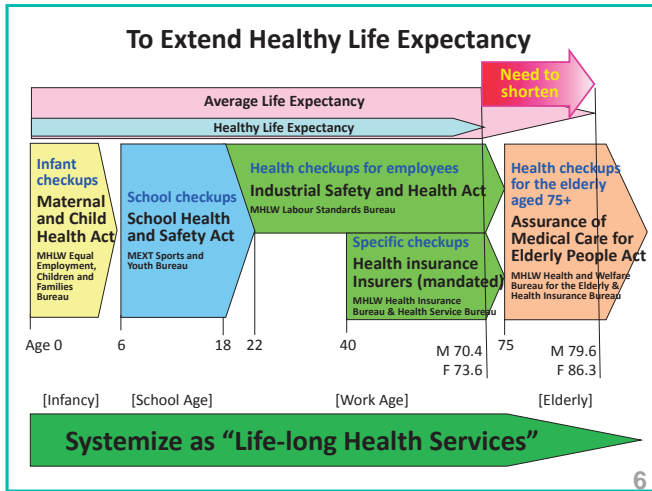 To Extend Healthy Life Expectancy
Need to
shorten
Average Life Expectancy
Healthy Life Expectancy
Infant
checkups
Maternal
and Child
Health Act
MHLW Equal
Employment,
Children and
Families
Bureau
School checkups
School Health
and Safety Act
MEXT Sports and
Youth Bureau
Health checkups for employees
Industrial Safety and Health Act
MHLW Labour Standards Bureau
Specific checkups
Health insurance
Insurers (mandated)
MHLW Health Insurance
Bureau & Health Service Bureau
Health checkups
for the elderly
aged 75+
Assurance of
Medical Care for
Elderly People Act
MHLW Health and Welfare
Bureau for the Elderly &
Health Insurance Bureau
Age 0
6
18
22
40
M 70.4
F 73.6
75
M 79.6
F 86.3
[Infancy]
[School Age]
[Work Age]
[Elderly]
Systemize as “Life-long Health Services”
6